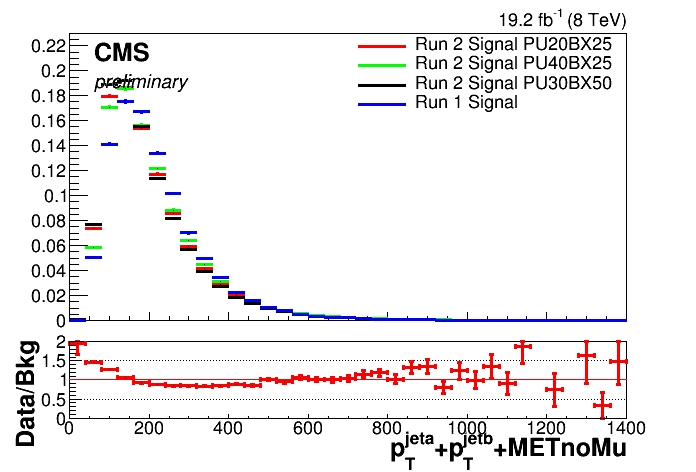 19.2 fb⁻¹ (8 TeV)
CMS
preliminary
Run 2 Signal PU20BX25
Run 2 Signal PU40BX25
Run 2 Signal PU30BX50
Run 1 Signal
0.22
0.2
0.18
0.16
0.14
0.12
0.1
0.08
0.06
0.04
0.02
0
Data/Bkg
2
1.5
1
0.5
0
0 200 400 600 800 1000 1200 1400
p_T^jeta+p_T^jetb+METnoMu